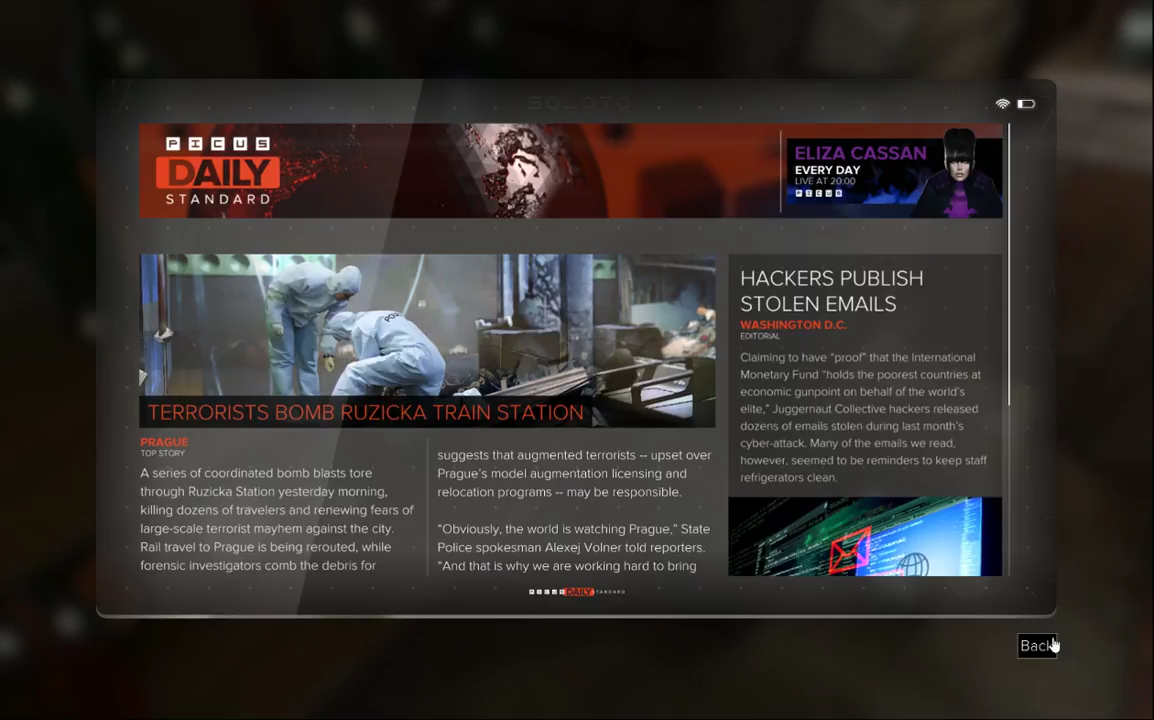 SOLOTO
PICUS
DAILY
STANDARD
ELIZA CASSAN
EVERY DAY
LIVE AT 20:00
PICUS
TERRORISTS BOMB RUZICKA TRAIN STATION
PRAGUE
TOP STORY
A series of coordinated bomb blasts tore
through Ruzicka Station yesterday morning,
killing dozens of travelers and renewing fears of
large-scale terrorist mayhem against the city.
Rail travel to Prague is being rerouted, while
forensic investigators comb the debris for
suggests that augmented terrorists -- upset over
Prague's model augmentation licensing and
relocation programs -- may be responsible.
“Obviously, the world is watching Prague,” State
Police spokesman Alexej Volner told reporters.
“And that is why we are working hard to bring
HACKERS PUBLISH
STOLEN EMAILS
WASHINGTON D.C.
EDITORIAL
Claiming to have “proof” that the International
Monetary Fund “holds the poorest countries at
economic gunpoint on behalf of the world's
elite,” Juggernaut Collective hackers released
dozens of emails stolen during last month's
cyber-attack. Many of the emails we read,
however, seemed to be reminders to keep staff
refrigerators clean.
PICUS DAILY STANDARD
Back